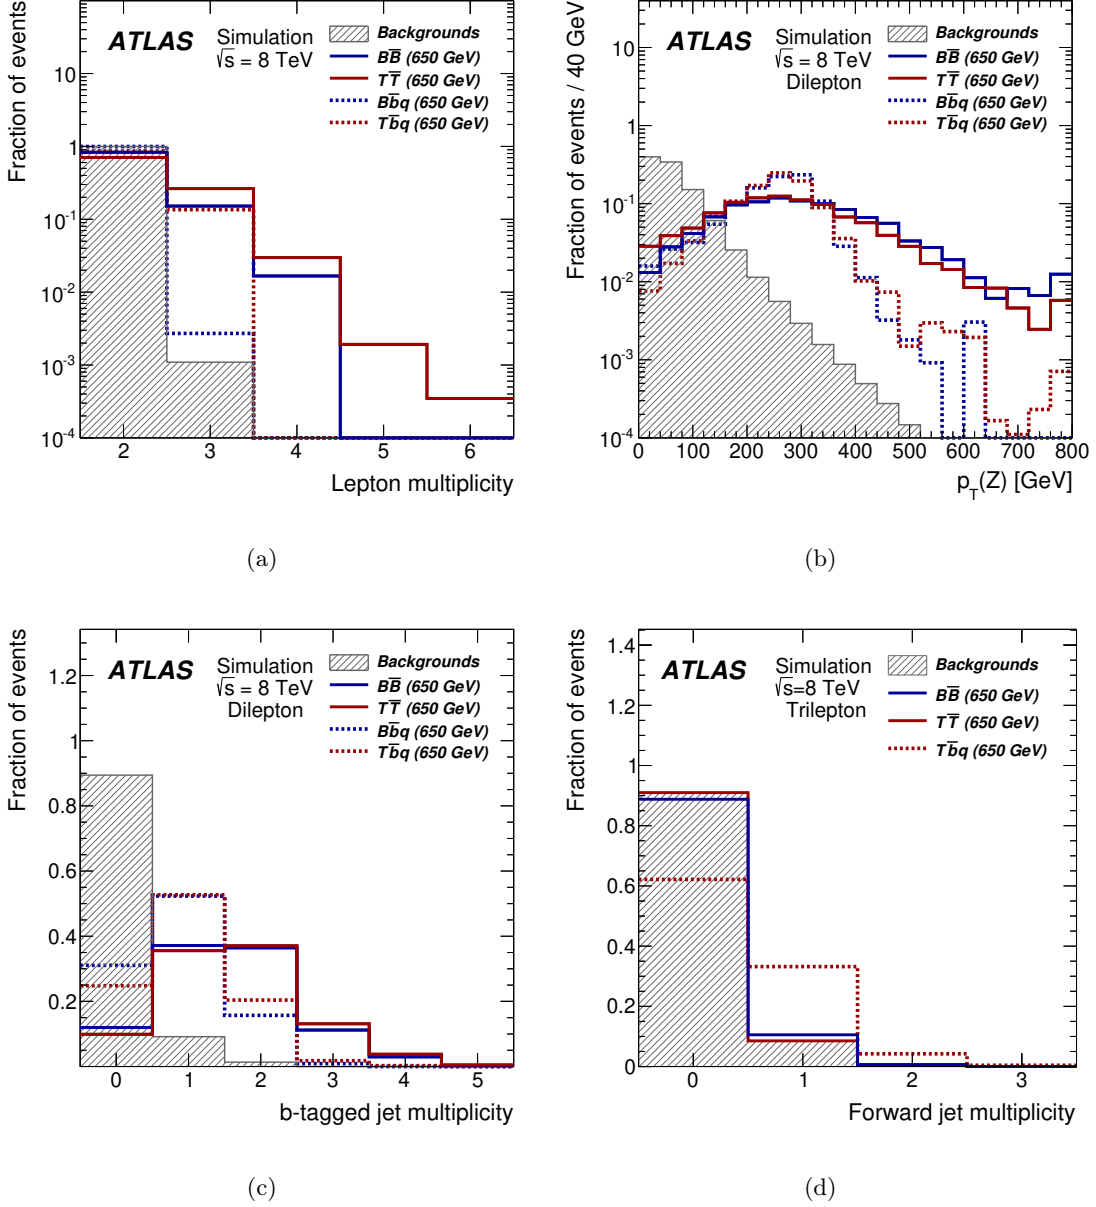 Fraction of events
10
1
10⁻¹
10⁻²
10⁻³
10⁻⁴
ATLAS
Simulation
√s = 8 TeV
Backgrounds
BB̅ (650 GeV)
TT̅ (650 GeV)
Bb̅q (650 GeV)
Tb̅q (650 GeV)
2 3 4 5 6
Lepton multiplicity
(a)
Fraction of events / 40 GeV
10
1
10⁻¹
10⁻²
10⁻³
10⁻⁴
ATLAS
Simulation
√s = 8 TeV
Dilepton
Backgrounds
BB̅ (650 GeV)
TT̅ (650 GeV)
Bb̅q (650 GeV)
Tb̅q (650 GeV)
0 100 200 300 400 500 600 700 800
p_T(Z) [GeV]
(b)
Fraction of events
1.2
1
0.8
0.6
0.4
0.2
ATLAS
Simulation
√s = 8 TeV
Dilepton
Backgrounds
BB̅ (650 GeV)
TT̅ (650 GeV)
Bb̅q (650 GeV)
Tb̅q (650 GeV)
0 1 2 3 4 5
b-tagged jet multiplicity
(c)
Fraction of events
1.4
1.2
1
0.8
0.6
0.4
0.2
0
ATLAS
Simulation
√s=8 TeV
Trilepton
Backgrounds
BB̅ (650 GeV)
TT̅ (650 GeV)
Tb̅q (650 GeV)
0 1 2 3
Forward jet multiplicity
(d)